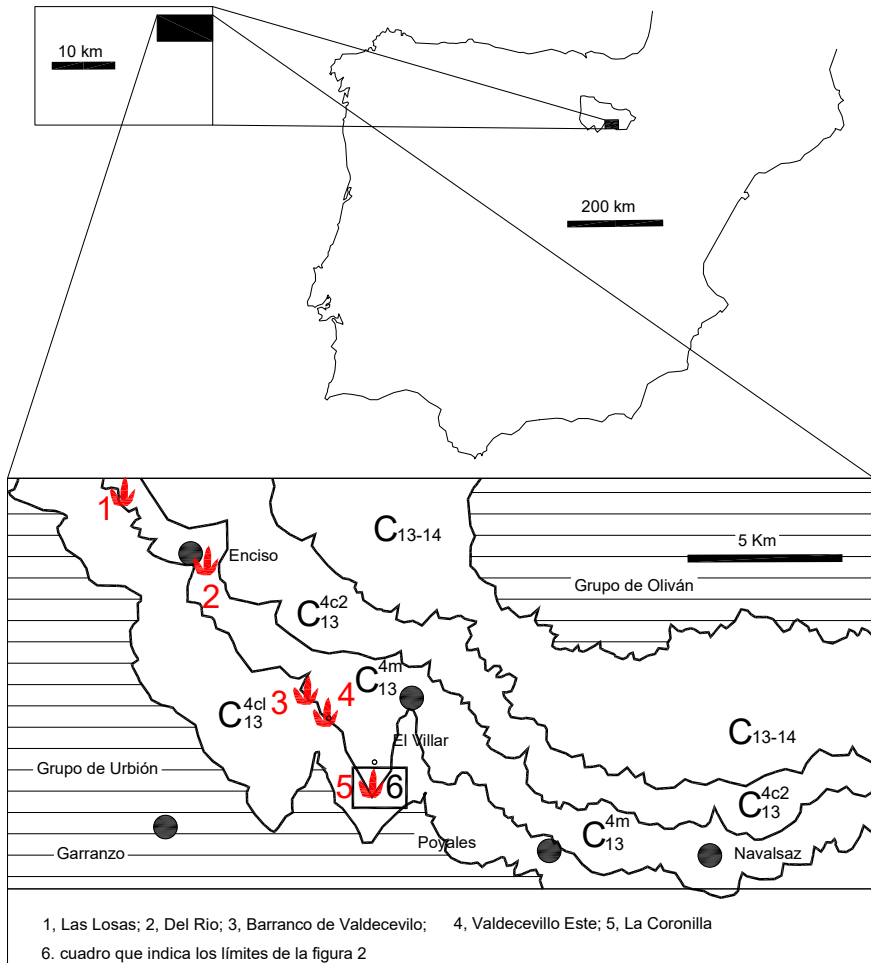 10 km
200 km
1
C13-14
5 Km
Enciso
Grupo de Oliván
2
C13 4c2
C13 4m
3
4
C13 4cl
El Villar
C13-14
Grupo de Urbión
5
6
C13 4c2
C13 4m
Poyales
Garranzo
Navalsaz
1, Las Losas; 2, Del Rio; 3, Barranco de Valdecevilo; 4, Valdecevillo Este; 5, La Coronilla
6. cuadro que indica los límites de la figura 2